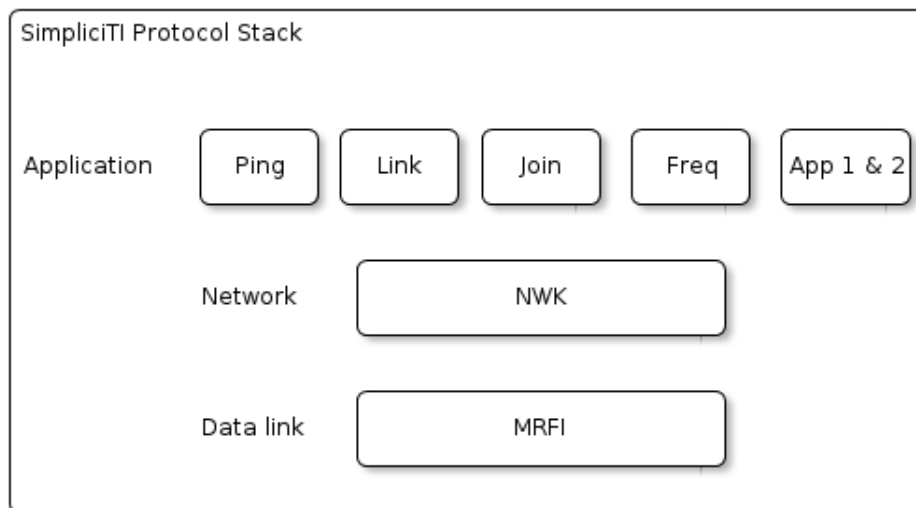 SimpliciTI Protocol Stack
Application Ping Link Join Freq App 1 & 2
Network NWK
Data link MRFI